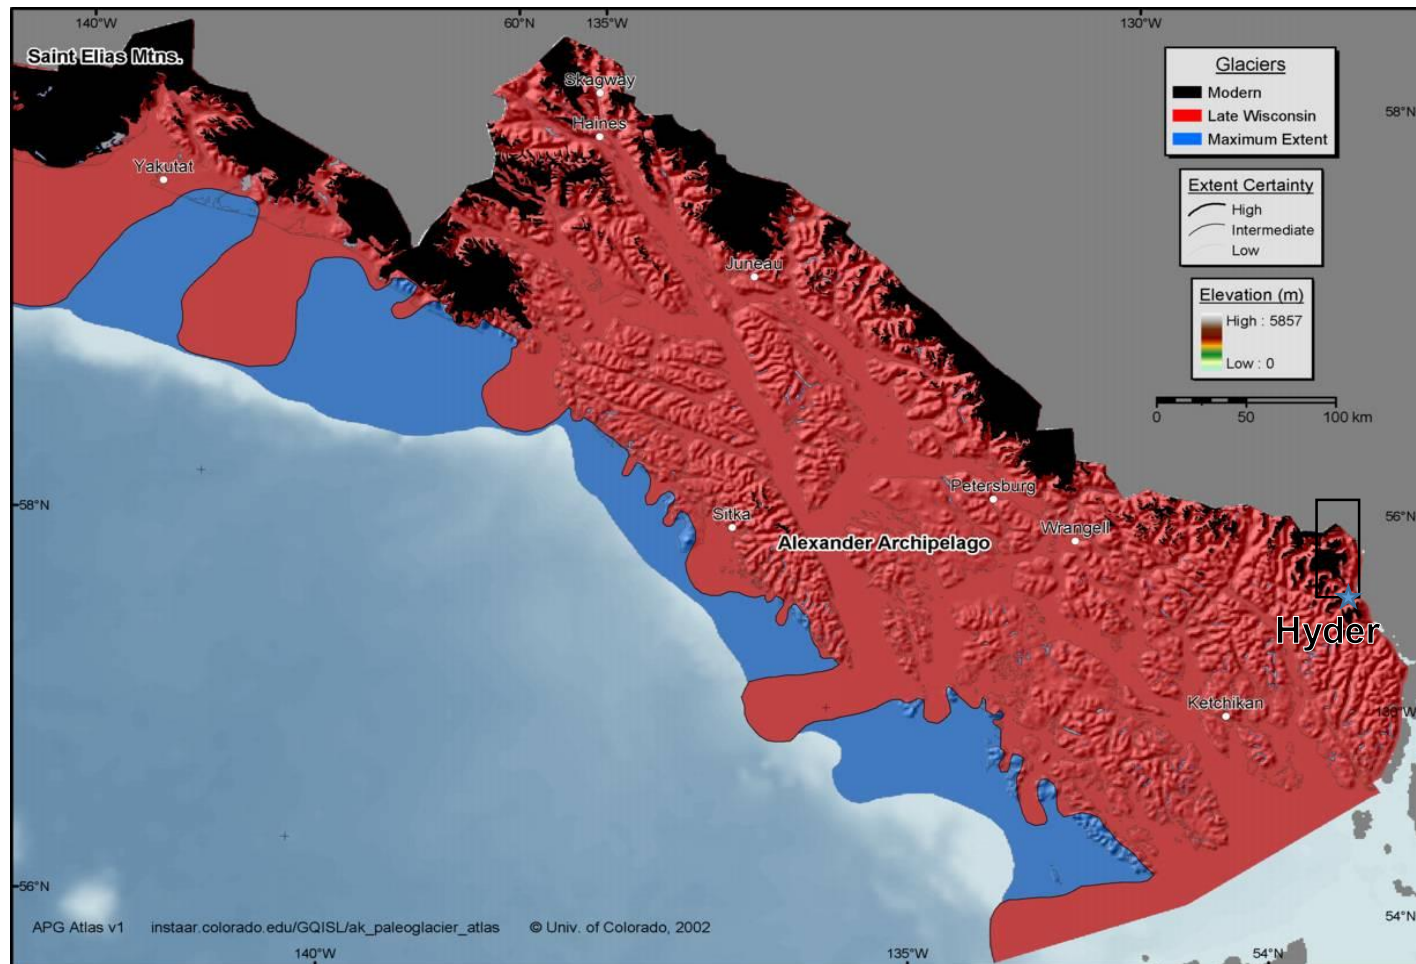 140°W
60°N
135°W
130°W
Saint Elias Mtns.
Glaciers
Modern
Late Wisconsin
Maximum Extent
58°N
Skagway
Haines
Yakutat
Extent Certainty
High
Intermediate
Low
Juneau
Elevation (m)
High : 5857
Low : 0
0 50 100 km
58°N
Petersburg
Sitka
Wrangell
56°N
Alexander Archipelago
Hyder
Ketchikan
56°N
54°N
APG Atlas v1 instaar.colorado.edu/GQISL/ak_paleoglacier_atlas © Univ. of Colorado, 2002
140°W
135°W
54°N